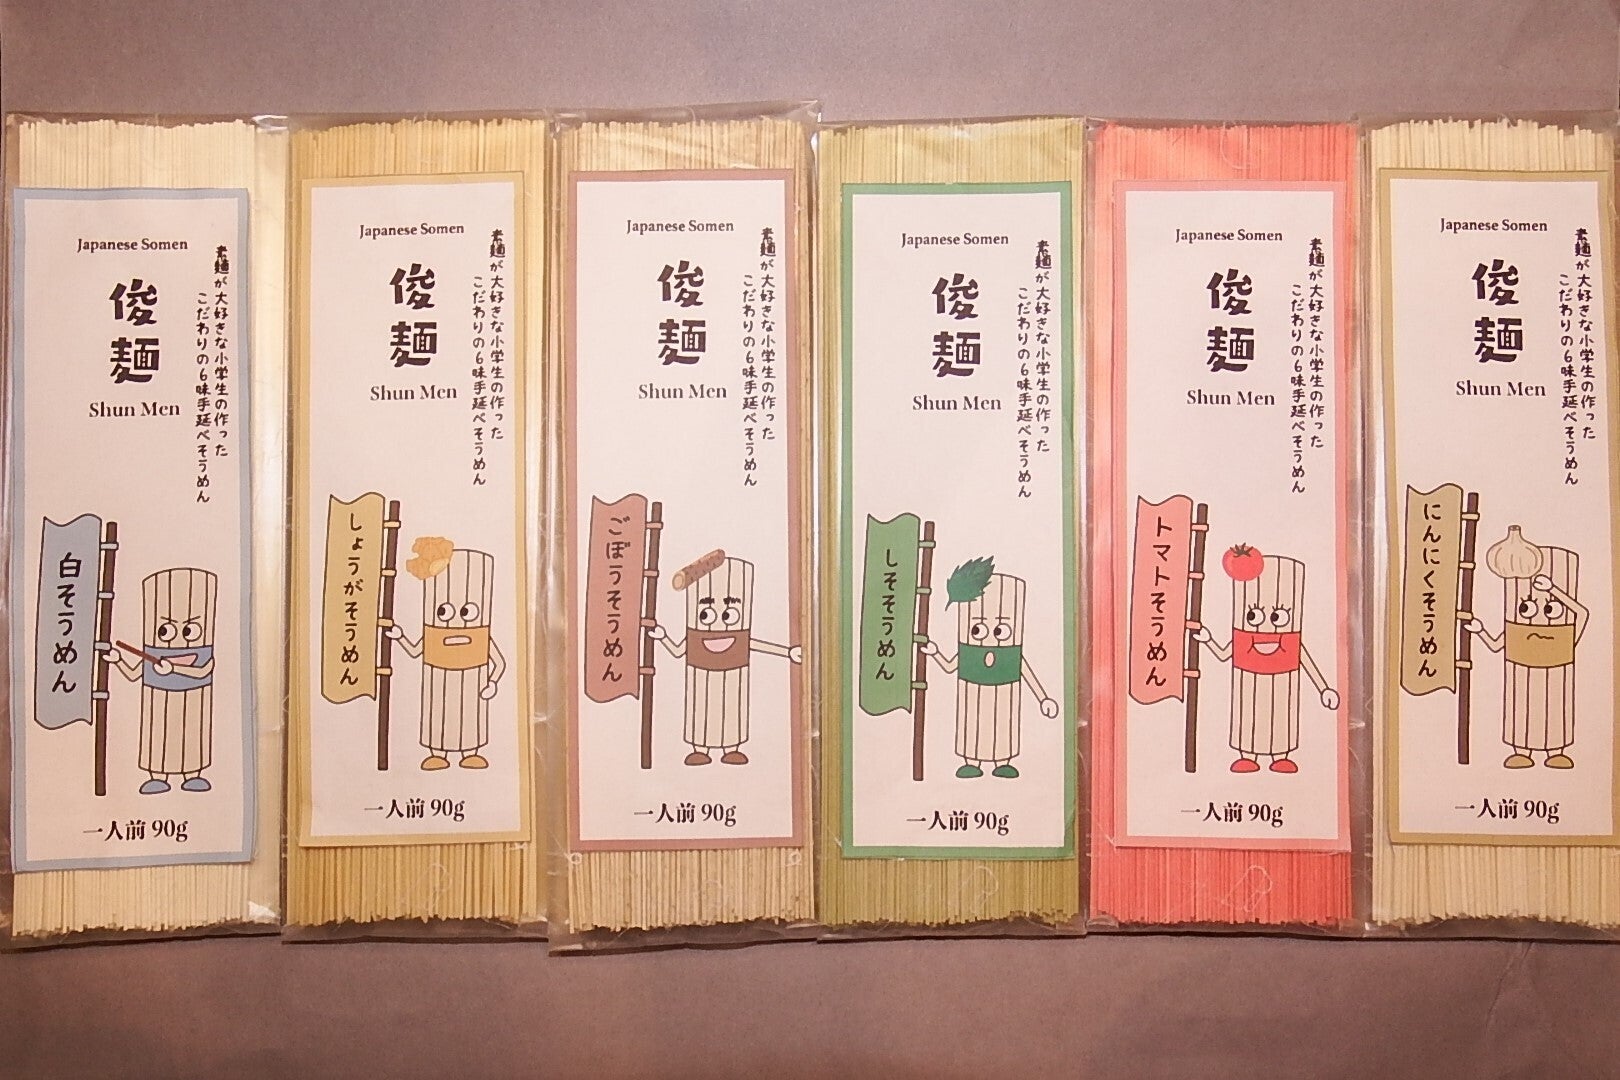 Japanese Somen
俊麺
Shun Men
素麺が大好きな小学生の作った
こだわりの6味手延べそうめん
白そうめん
一人前 90g
Japanese Somen
俊麺
Shun Men
素麺が大好きな小学生の作った
こだわりの6味手延べそうめん
しょうがそうめん
一人前 90g
Japanese Somen
俊麺
Shun Men
素麺が大好きな小学生の作った
こだわりの6味手延べそうめん
ごぼうそうめん
一人前 90g
Japanese Somen
俊麺
Shun Men
素麺が大好きな小学生の作った
こだわりの6味手延べそうめん
しそそうめん
一人前 90g
Japanese Somen
俊麺
Shun Men
素麺が大好きな小学生の作った
こだわりの6味手延べそうめん
トマトそうめん
一人前 90g
Japanese Somen
俊麺
Shun Men
素麺が大好きな小学生の作った
こだわりの6味手延べそうめん
にんにくそうめん
一人前 90g